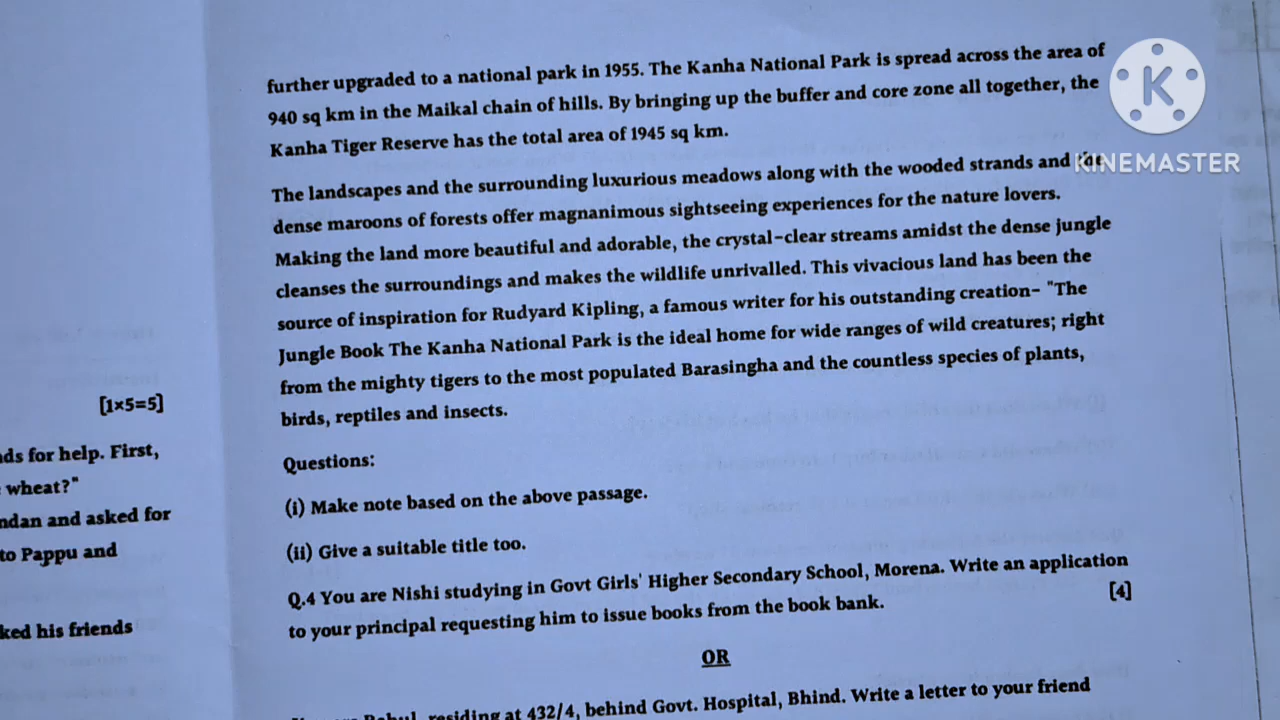 further upgraded to a national park in 1955. The Kanha National Park is spread across the area of
940 sq km in the Maikal chain of hills. By bringing up the buffer and core zone all together, the
Kanha Tiger Reserve has the total area of 1945 sq km.
The landscapes and the surrounding luxurious meadows along with the wooded strands and the
dense maroons of forests offer magnanimous sightseeing experiences for the nature lovers.
Making the land more beautiful and adorable, the crystal-clear streams amidst the dense jungle
cleanses the surroundings and makes the wildlife unrivalled. This vivacious land has been the
source of inspiration for Rudyard Kipling, a famous writer for his outstanding creation- "The
Jungle Book The Kanha National Park is the ideal home for wide ranges of wild creatures; right
from the mighty tigers to the most populated Barasingha and the countless species of plants,
birds, reptiles and insects.
Questions:
(i) Make note based on the above passage.
(ii) Give a suitable title too.
Q.4 You are Nishi studying in Govt Girls' Higher Secondary School, Morena. Write an application
to your principal requesting him to issue books from the book bank. [4]
OR
residing at 432/4, behind Govt. Hospital, Bhind. Write a letter to your friend
[1×5=5]
for help. First,
wheat?"
and asked for
to Pappu and
his friends
K
KINEMASTER